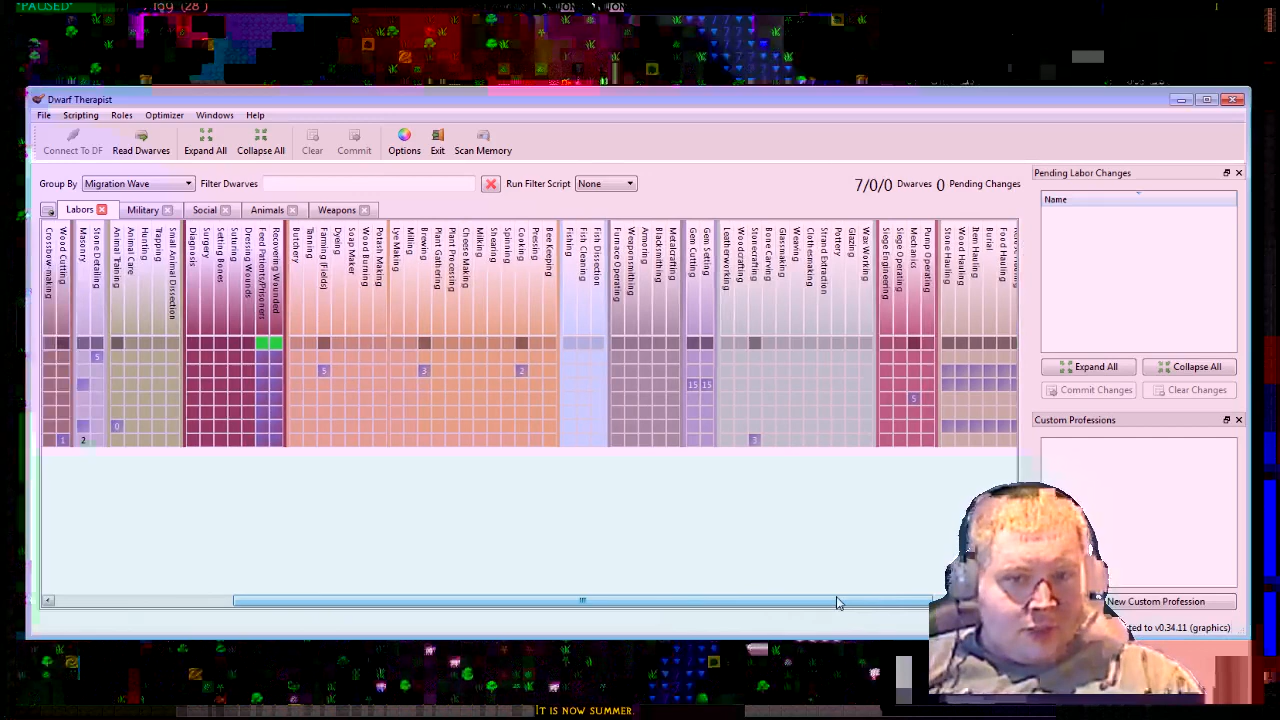 *PAUSED*
Dwarf Therapist
File Scripting Roles Optimizer Windows Help
Connect To DF Read Dwarves Expand All Collapse All Clear Commit Options Exit Scan Memory
Group By Migration Wave Filter Dwarves Run Filter Script None 7/0/0 Dwarves 0 Pending Changes
Labors Military Social Animals Weapons
Crossbow-making
Wood Cutting
Masonry
Stone Detailing
Animal Training
Animal Care
Hunting
Trapping
Small Animal Dissection
Diagnosis
Surgery
Setting Bones
Suturing
Dressing Wounds
Feed Patients/Prisoners
Recovering Wounded
Butchery
Tanning
Farming (Fields)
Dyeing
Soap Maker
Wood Burning
Potash Making
Lye Making
Milling
Brewing
Plant Gathering
Plant Processing
Cheese Making
Milking
Shearing
Spinning
Cooking
Pressing
Bee Keeping
Fishing
Fish Cleaning
Fish Dissection
Furnace Operating
Weaponsmithing
Armoring
Blacksmithing
Metalcrafting
Gem Cutting
Gem Setting
Leatherworking
Woodcrafting
Stonecrafting
Bone Carving
Glassmaking
Weaving
Clothesmaking
Strand Extraction
Pottery
Glazing
Wax Working
Siege Engineering
Siege Operating
Mechanics
Pump Operating
Stone Hauling
Wood Hauling
Item Hauling
Burial
Food Hauling
5
5 3 2
15 15
5
0
1 2 3
Pending Labor Changes
Name
Expand All Collapse All
Commit Changes Clear Changes
Custom Professions
New Custom Profession
ted to v0.34.11 (graphics)
IT IS NOW SUMMER.